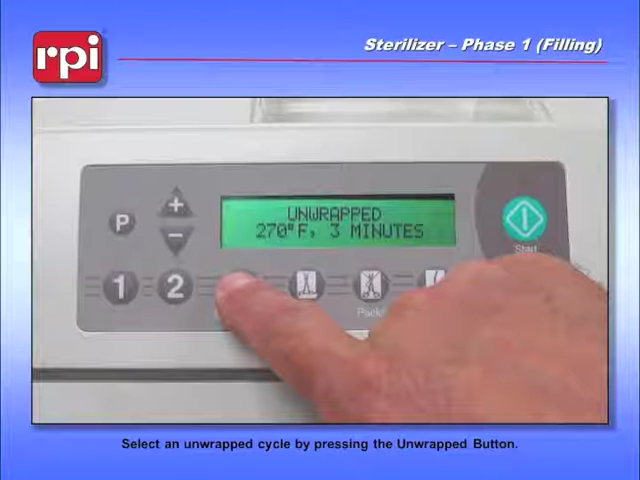 rpi
Sterilizer – Phase 1 (Filling)
UNWRAPPED
270°F, 3 MINUTES
P
+
−
1
2
Start
Select an unwrapped cycle by pressing the Unwrapped Button.